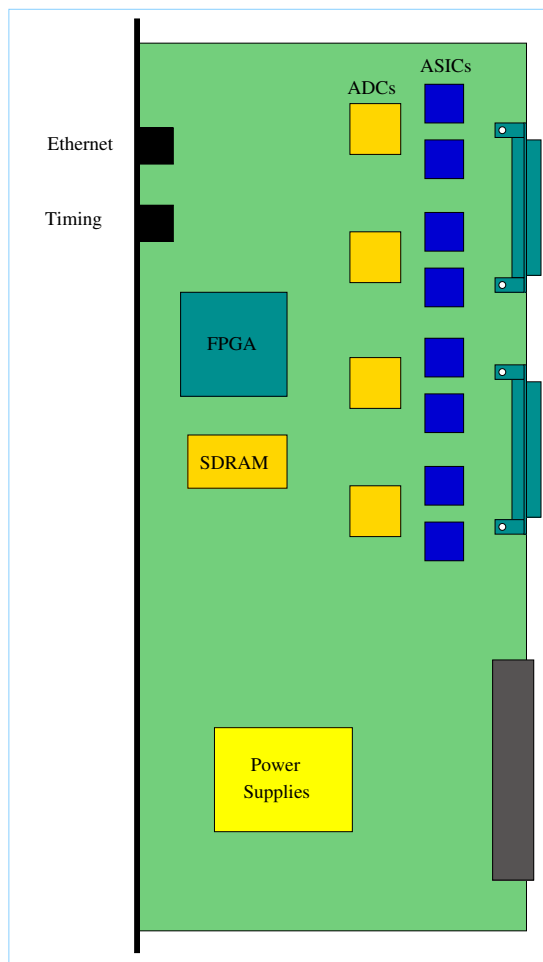 ASICs
ADCs
Ethernet
Timing
FPGA
SDRAM
Power
Supplies